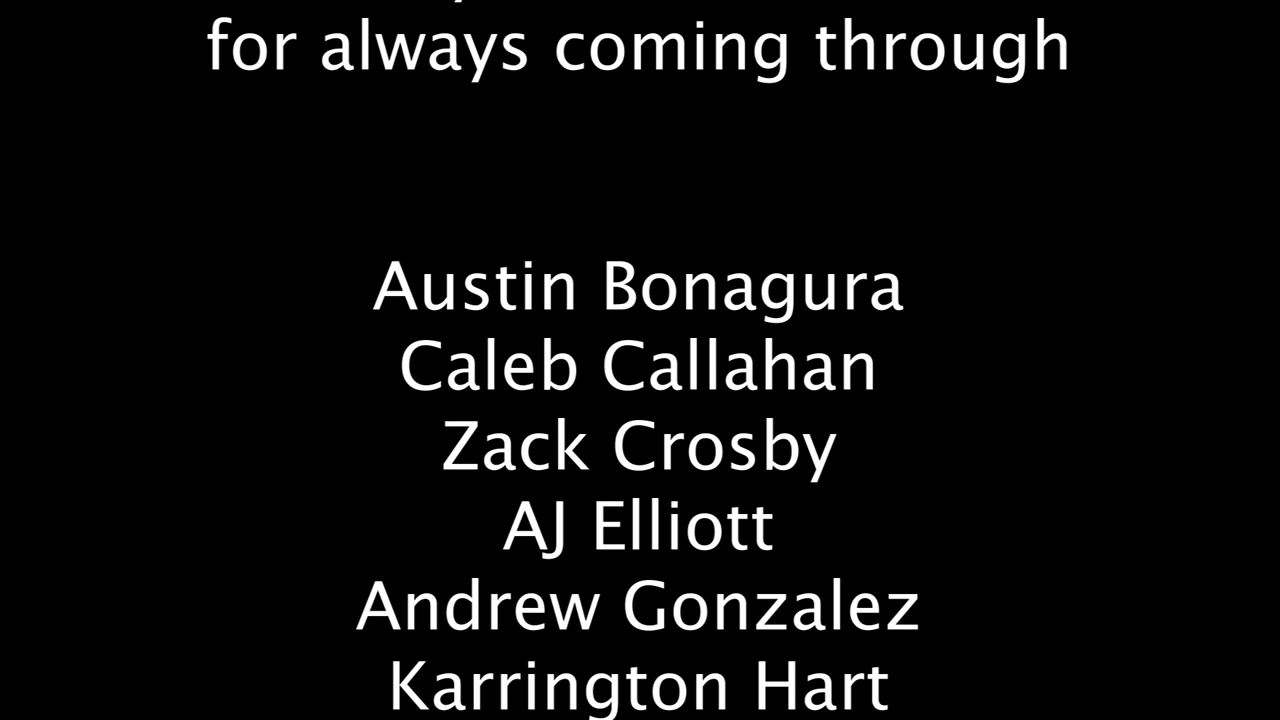 for always coming through
Austin Bonagura
Caleb Callahan
Zack Crosby
AJ Elliott
Andrew Gonzalez
Karrington Hart